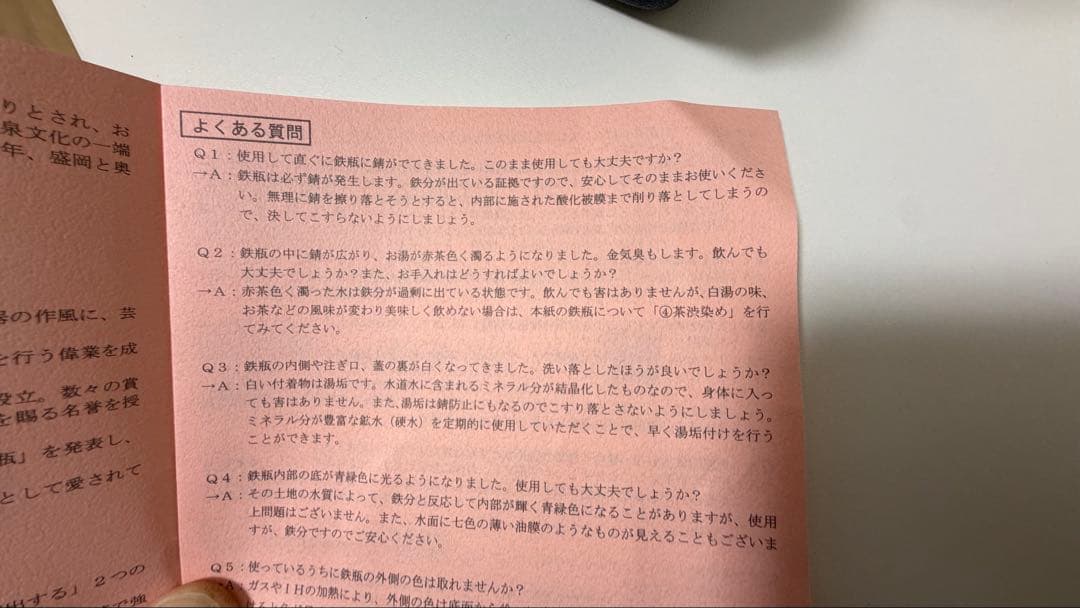 りとされ、お
泉文化の一端
年、盛岡と奥
の作風に、芸
を行う偉業を成
設立。数々の賞
を賜る名誉を授
瓶」を発表し、
として愛されて
出する」２つの
よくある質問
Ｑ１：使用して直ぐに鉄瓶に錆がでてきました。このまま使用しても大丈夫ですか？
→Ａ：鉄瓶は必ず錆が発生します。鉄分が出ている証拠ですので、安心してそのままお使いくださ
い。無理に錆を擦り落とそうとすると、内部に施された酸化被膜まで削り落としてしまうの
で、決してこすらないようにしましょう。
Ｑ２：鉄瓶の中に錆が広がり、お湯が赤茶色く濁るようになりました。金気臭もします。飲んでも
大丈夫でしょうか？また、お手入れはどうすればよいでしょうか？
→Ａ：赤茶色く濁った水は鉄分が過剰に出ている状態です。飲んでも害はありませんが、白湯の味、
お茶などの風味が変わり美味しく飲めない場合は、本紙の鉄瓶について「④茶渋染め」を行
てみてください。
Ｑ３：鉄瓶の内側や注ぎ口、蓋の裏が白くなってきました。洗い落としたほうが良いでしょうか？
→Ａ：白い付着物は湯垢です。水道水に含まれるミネラル分が結晶化したものなので、身体に入っ
ても害はありません。また、湯垢は錆防止にもなるのでこすり落とさないようにしましょう。
ミネラル分が豊富な鉱水（硬水）を定期的に使用していただくことで、早く湯垢付けを行う
ことができます。
Ｑ４：鉄瓶内部の底が青緑色に光るようになりました。使用しても大丈夫でしょうか？
→Ａ：その土地の水質によって、鉄分と反応して内部が輝く青緑色になることがありますが、使用
上問題はございません。また、水面に七色の薄い油膜のようなものが見えることもございま
すが、鉄分ですのでご安心ください。
Ｑ５：使っているうちに鉄瓶の外側の色は取れませんか？
→Ａ：ガスやＩＨの加熱により、外側の色は底面から